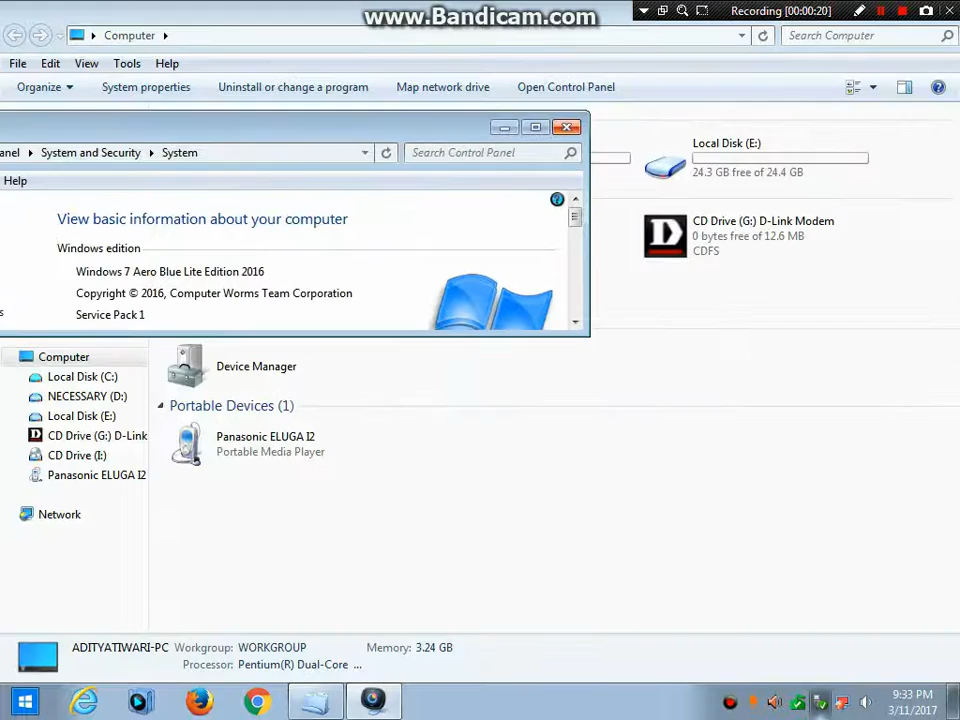 www.Bandicam.com
Recording [00:00:20]
Computer
Search Computer
File Edit View Tools Help
Organize System properties Uninstall or change a program Map network drive Open Control Panel
anel System and Security System
Search Control Panel
Help
View basic information about your computer
Windows edition
Windows 7 Aero Blue Lite Edition 2016
Copyright © 2016, Computer Worms Team Corporation
Service Pack 1
s
Local Disk (E:)
24.3 GB free of 24.4 GB
CD Drive (G:) D-Link Modem
0 bytes free of 12.6 MB
CDFS
Computer
Local Disk (C:)
NECESSARY (D:)
Local Disk (E:)
CD Drive (G:) D-Link
CD Drive (I:)
Panasonic ELUGA I2
Network
Device Manager
Portable Devices (1)
Panasonic ELUGA I2
Portable Media Player
ADITYATIWARI-PC Workgroup: WORKGROUP Memory: 3.24 GB
Processor: Pentium(R) Dual-Core ...
9:33 PM
3/11/2017